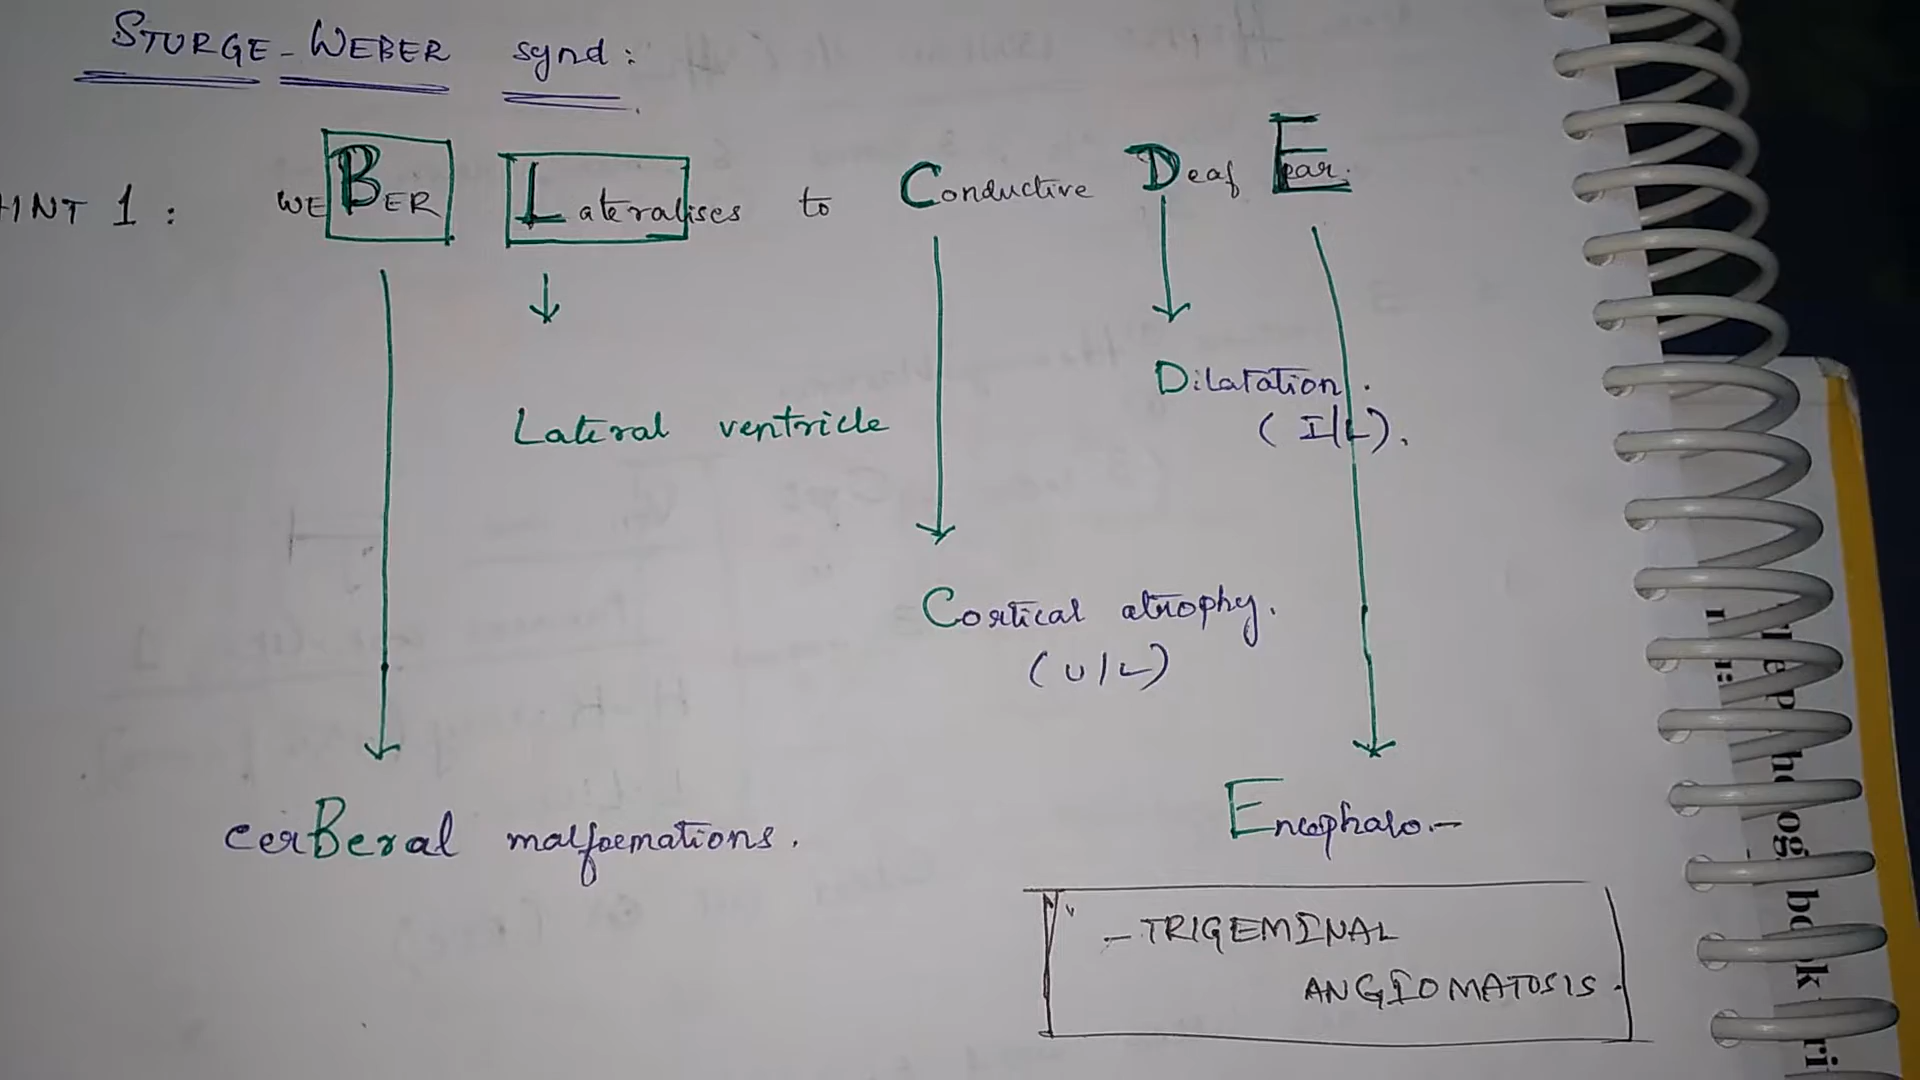 STURGE-WEBER synd:
HINT 1: WEBER Lateralises to Conductive Deaf Ear.
Dilatation.
(I/L).
Lateral ventricle
Cortical atrophy.
(U/L)
cerBeral malformations.
Encephalo.-
- TRIGEMINAL
ANGIOMATOSIS.